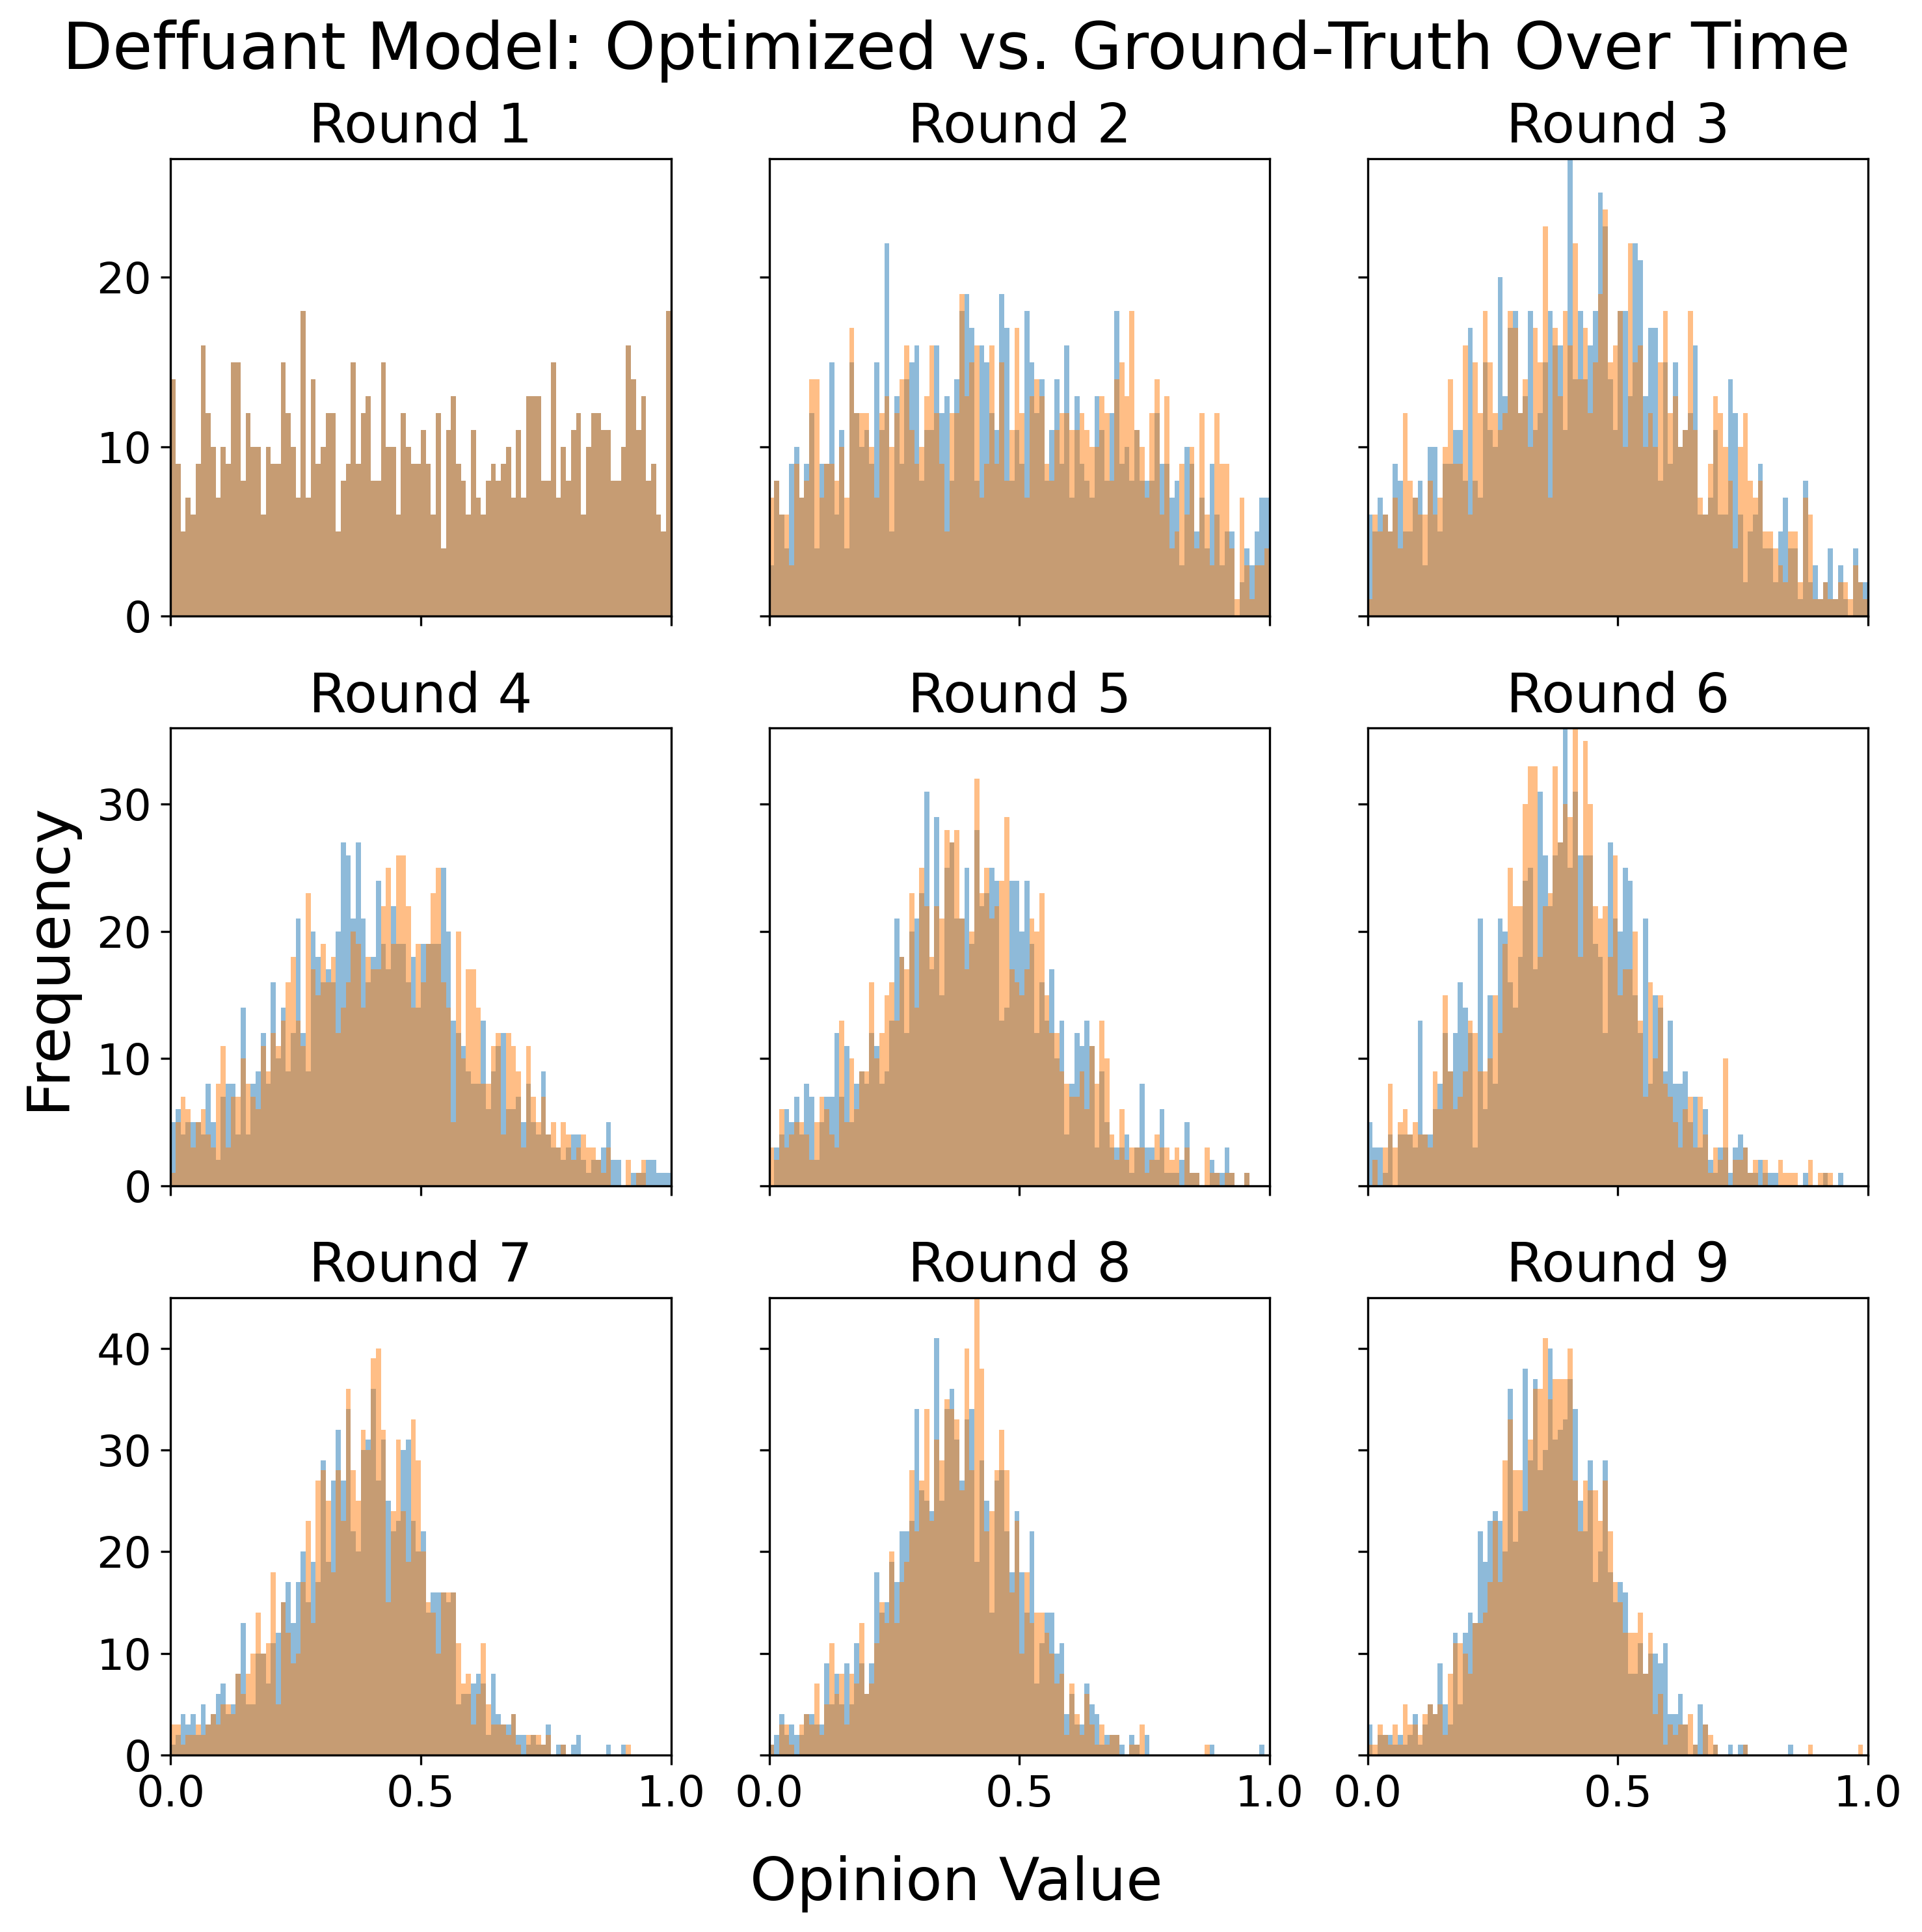 Deffuant Model: Optimized vs. Ground-Truth Over Time
Round 1
Round 2
Round 3
20
10
0
Round 4
Round 5
Round 6
Frequency
30
20
10
0
Round 7
Round 8
Round 9
40
30
20
10
0
0.0 0.5 1.0 0.0 0.5 1.0 0.0 0.5 1.0
Opinion Value